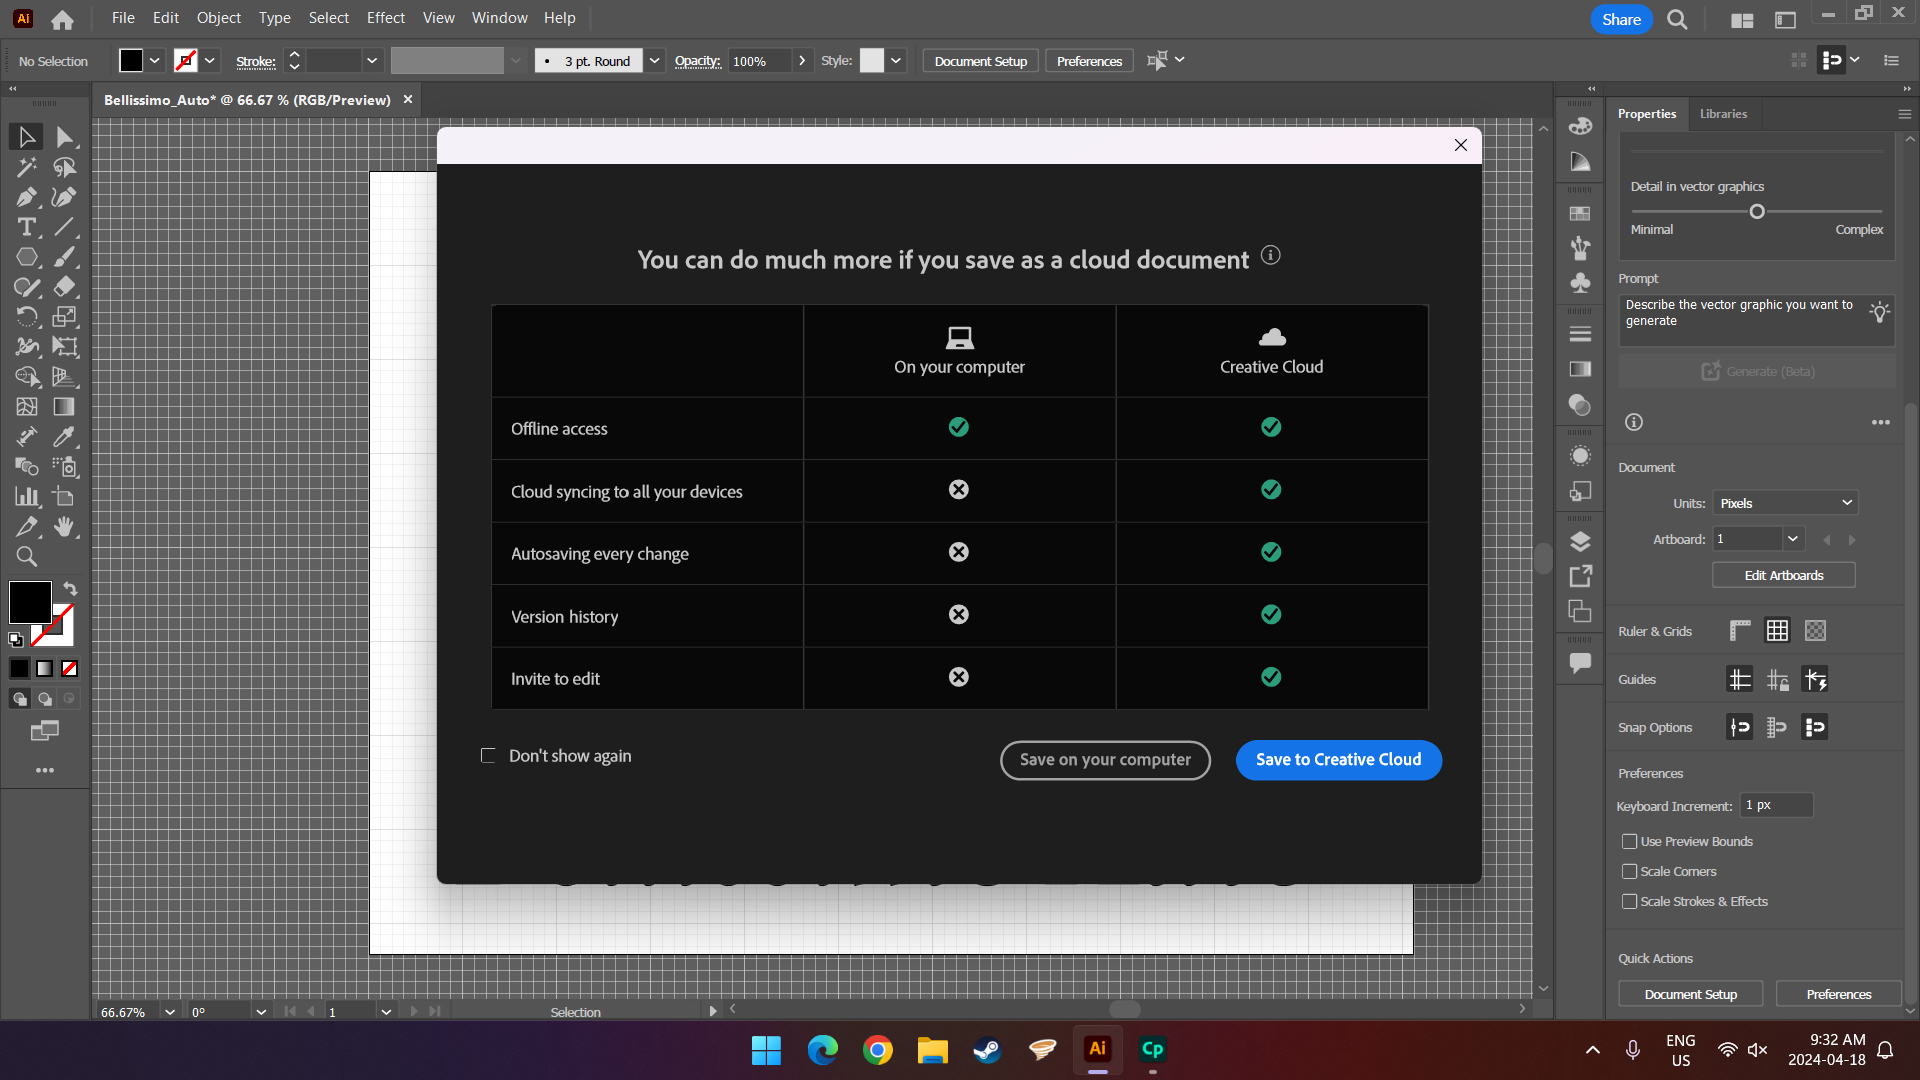 Ai File Edit Object Type Select Effect View Window Help Share
No Selection Stroke: 3 pt. Round Opacity: 100% Style: Document Setup Preferences
Bellissimo_Auto* @ 66.67 % (RGB/Preview)
Properties Libraries
You can do much more if you save as a cloud document
On your computer Creative Cloud
Offline access
Cloud syncing to all your devices
Autosaving every change
Version history
Invite to edit
Don't show again
Save on your computer Save to Creative Cloud
Detail in vector graphics
Minimal Complex
Prompt
Describe the vector graphic you want to
generate
Generate (Beta)
Document
Units: Pixels
Artboard: 1
Edit Artboards
Ruler & Grids
Guides
Snap Options
Preferences
Keyboard Increment: 1 px
Use Preview Bounds
Scale Corners
Scale Strokes & Effects
Quick Actions
Document Setup Preferences
66.67% 0° 1 Selection
Ai Cp
ENG
US
9:32 AM
2024-04-18